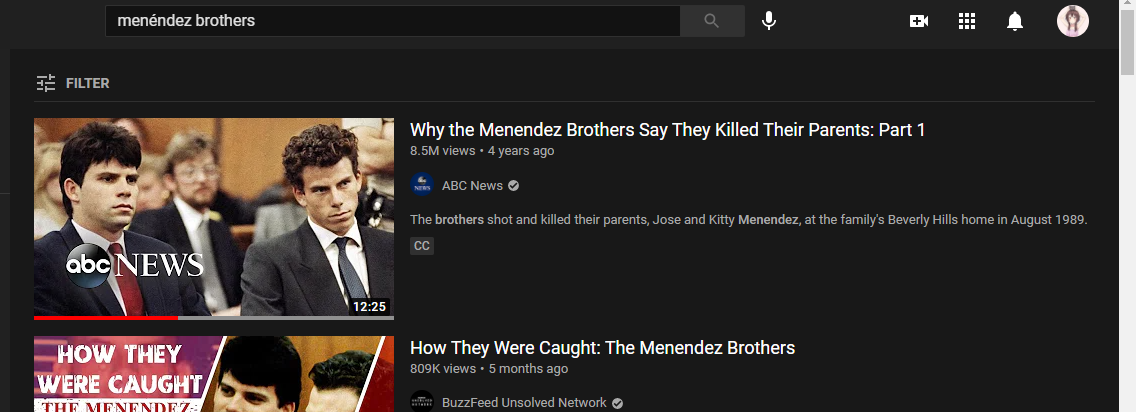 menéndez brothers
FILTER
Why the Menendez Brothers Say They Killed Their Parents: Part 1
8.5M views • 4 years ago
NEWS
ABC News
The brothers shot and killed their parents, Jose and Kitty Menendez, at the family's Beverly Hills home in August 1989.
CC
abc NEWS
12:25
HOW THEY
WERE CAUGHT
THE MENENDEZ
How They Were Caught: The Menendez Brothers
809K views • 5 months ago
BuzzFeed Unsolved Network